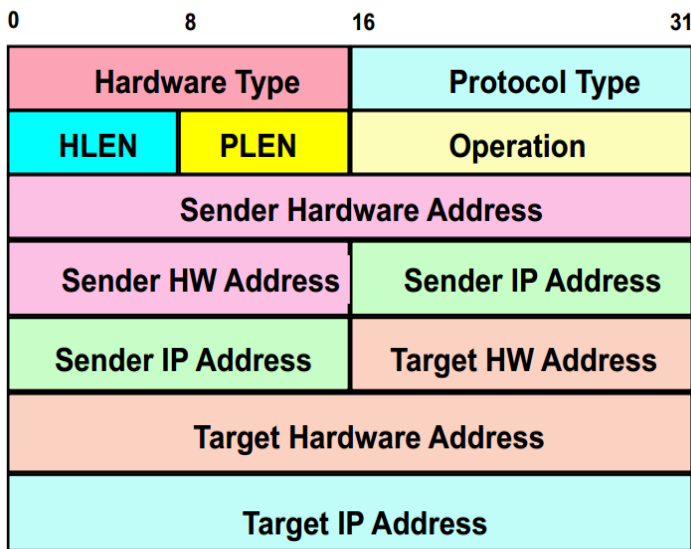 0 8 16 31
Hardware Type Protocol Type
HLEN PLEN Operation
Sender Hardware Address
Sender HW Address Sender IP Address
Sender IP Address Target HW Address
Target Hardware Address
Target IP Address